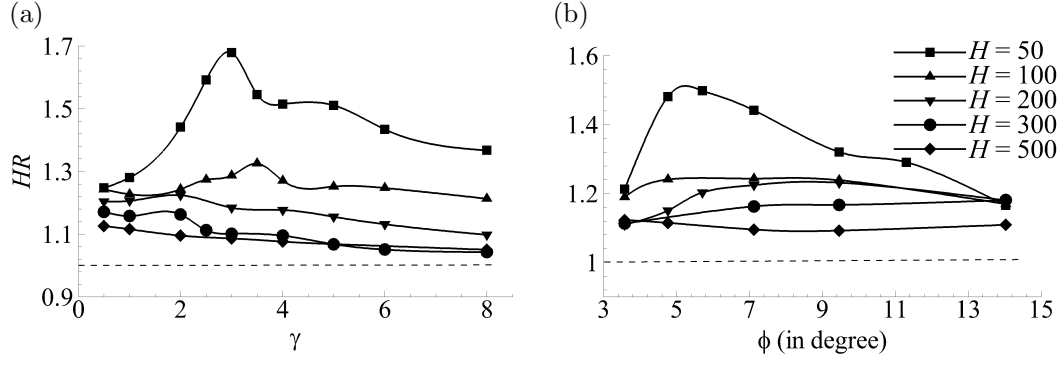 (a)
HR
1.7
1.5
1.3
1.1
0.9
0 2 4 6 8
γ
(b)
1.6
1.4
1.2
1
3 5 7 9 11 13 15
ϕ (in degree)
H = 50
H = 100
H = 200
H = 300
H = 500